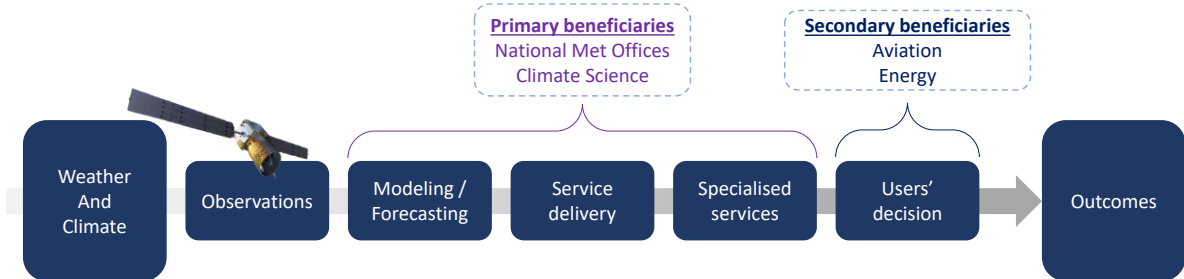 Primary beneficiaries
National Met Offices
Climate Science
Secondary beneficiaries
Aviation
Energy
Weather
And
Climate
Observations
Modeling /
Forecasting
Service
delivery
Specialised
services
Users’
decision
Outcomes